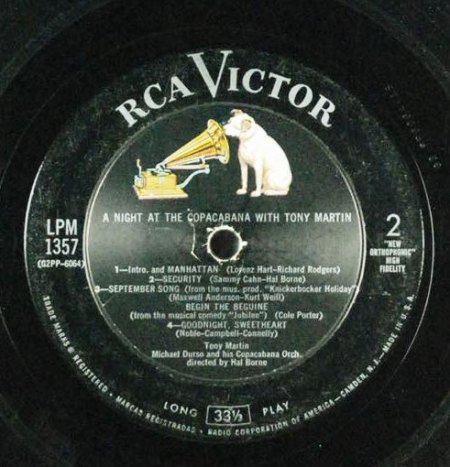 RCA VICTOR
A NIGHT AT THE COPACABANA WITH TONY MARTIN
LPM
1357
(G2PP-6064)
2
"NEW
ORTHOPHONIC"
HIGH
FIDELITY
1—Intro. and MANHATTAN (Lorenz Hart-Richard Rodgers)
2—SECURITY (Sammy Cahn-Hal Borne)
3—SEPTEMBER SONG (from the mus. prod. "Knickerbocker Holiday")
(Maxwell Anderson-Kurt Weill)
BEGIN THE BEGUINE
(from the musical comedy "Jubilee") (Cole Porter)
4—GOODNIGHT, SWEETHEART
(Noble-Campbell-Connelly)
Tony Martin
Michael Durso and his Copacabana Orch.
directed by Hal Borne
LONG 33⅓ PLAY
TRADE MARKS ® REGISTERED • MARCAS REGISTRADAS • RADIO CORPORATION OF AMERICA—CAMDEN, N.J.—MADE IN U.S.A.